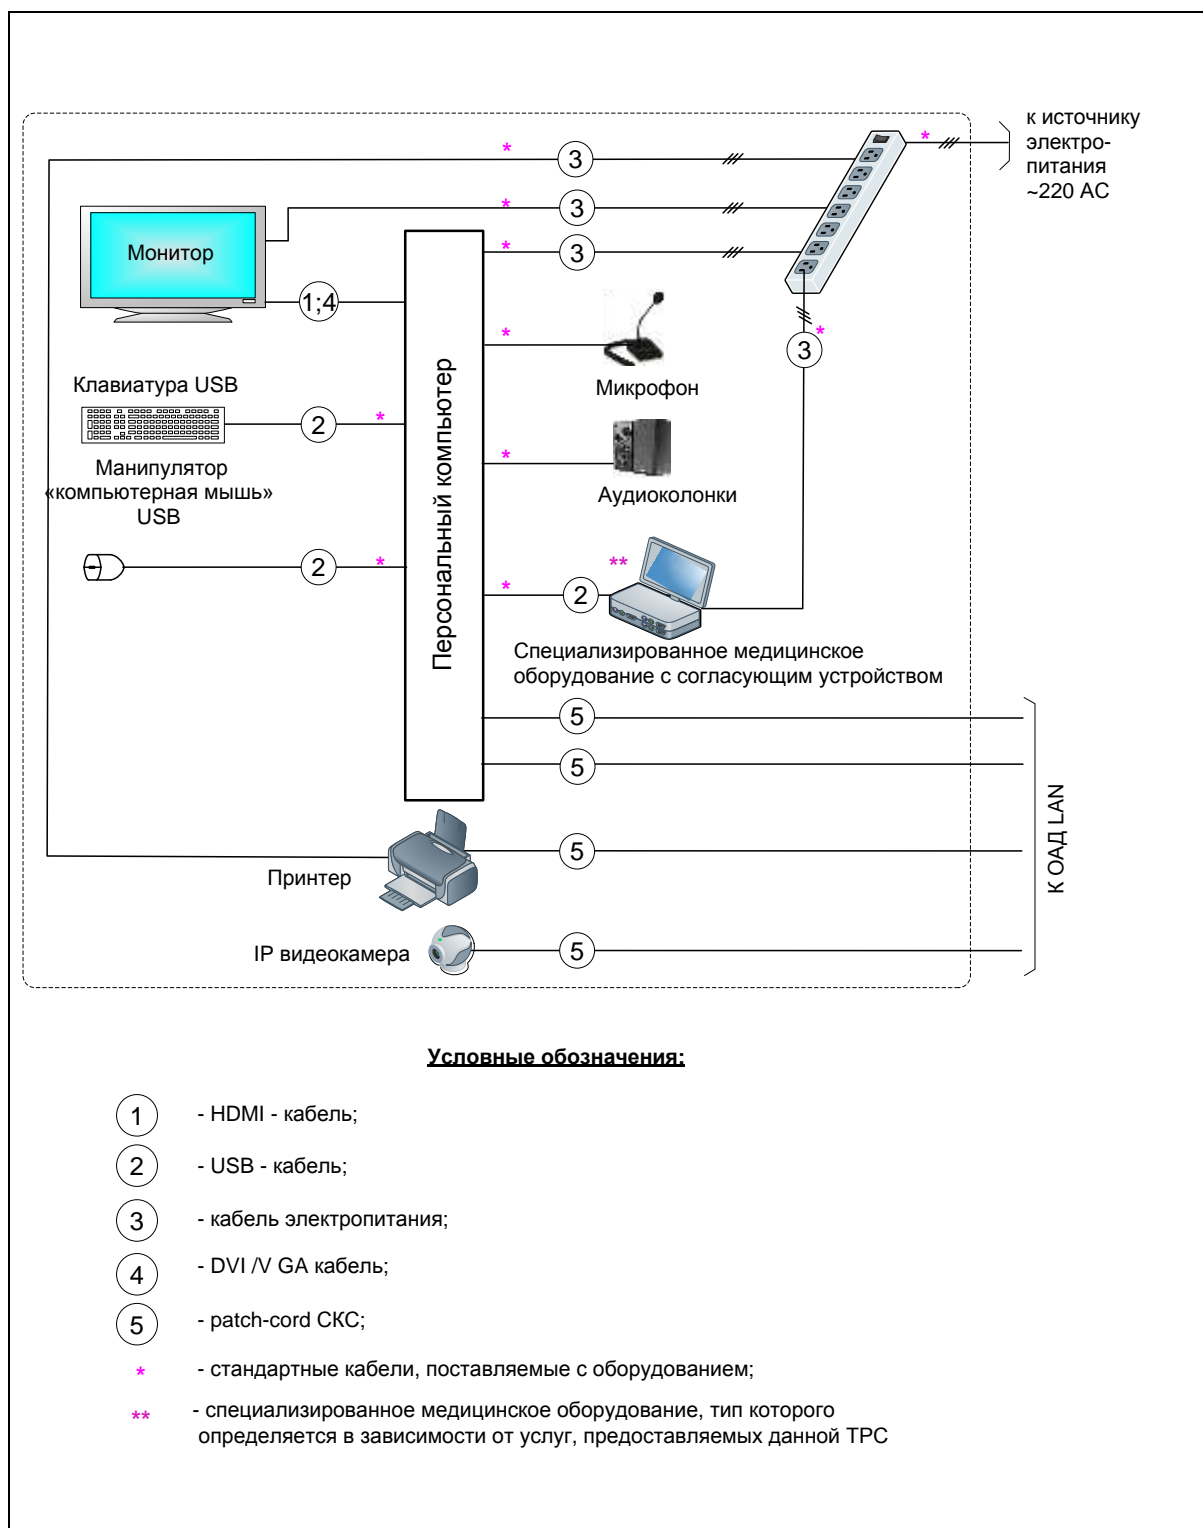 к источнику
электро-
питания
~220 АС
*
*
3
*
3
*
3
Монитор
1;4
*
3
*
Микрофон
Клавиатура USB
2
*
Персональный компьютер
*
Аудиоколонки
Манипулятор
«компьютерная мышь»
USB
2
*
**
*
2
Специализированное медицинское
оборудование с согласующим устройством
5
5
К ОАД LAN
5
Принтер
IP видеокамера
5
Условные обозначения:
1 - HDMI - кабель;
2 - USB - кабель;
3 - кабель электропитания;
4 - DVI /V GA кабель;
5 - patch-cord СКС;
* - стандартные кабели, поставляемые с оборудованием;
** - специализированное медицинское оборудование, тип которого
определяется в зависимости от услуг, предоставляемых данной ТРС